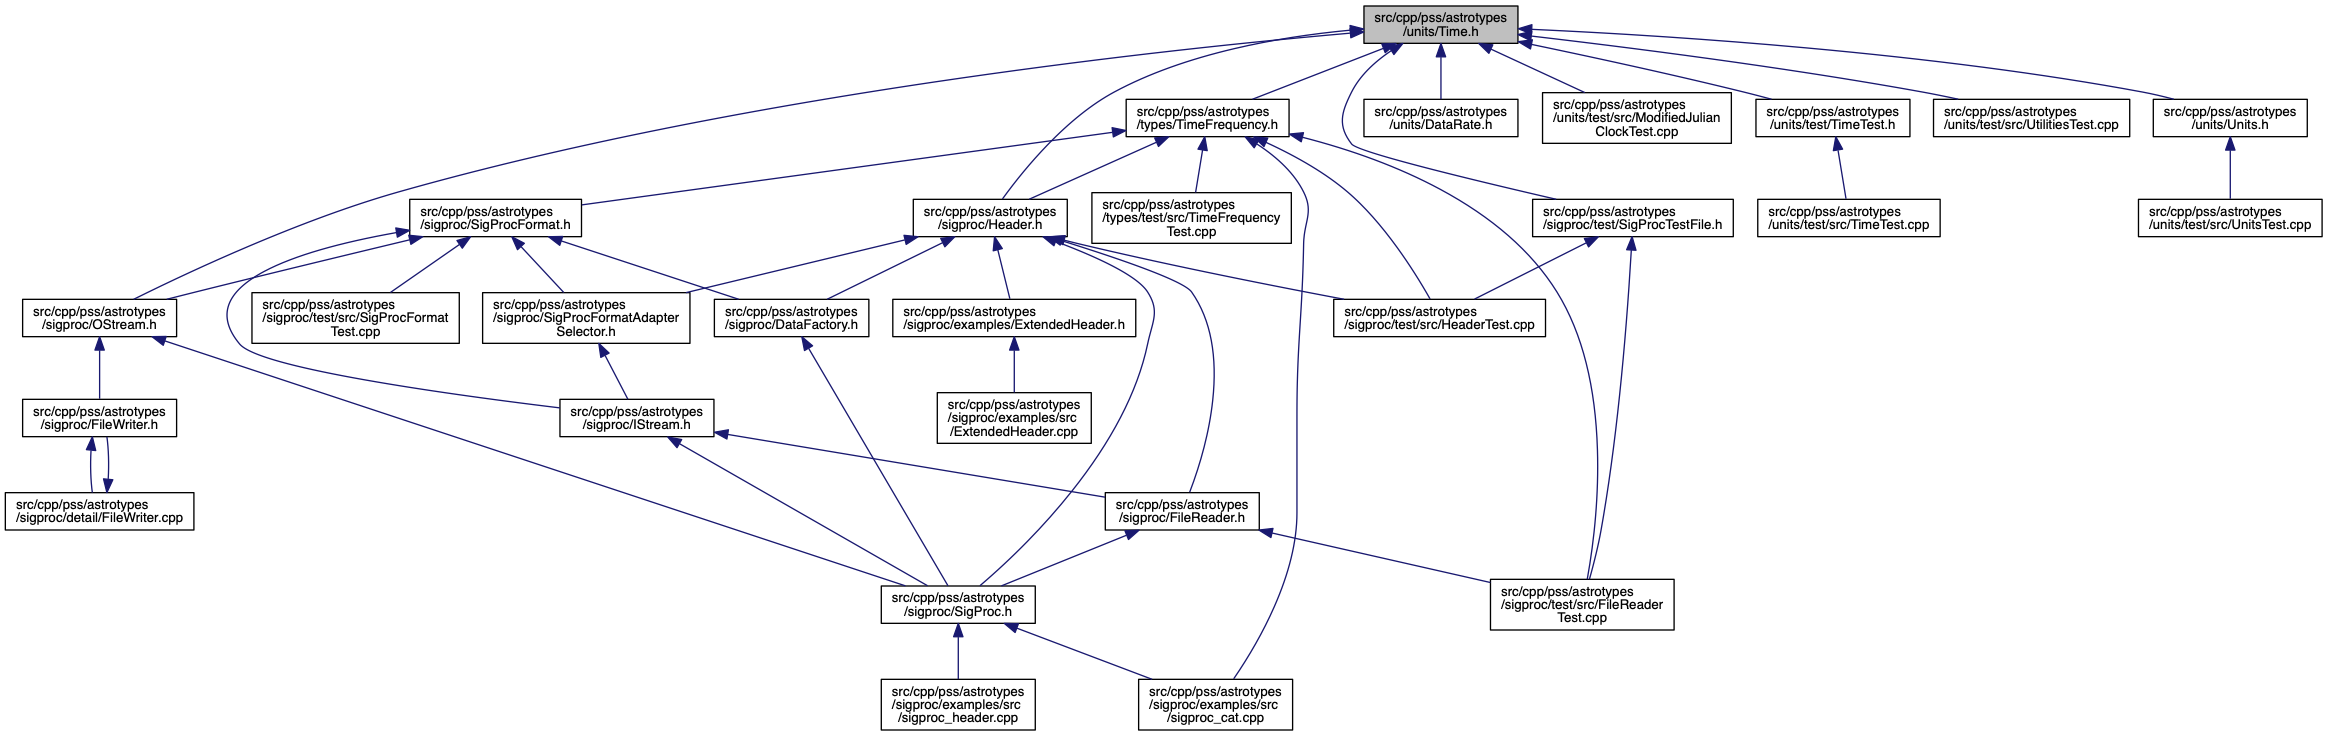 src/cpp/pss/astrotypes
/units/Time.h
src/cpp/pss/astrotypes
/types/TimeFrequency.h
src/cpp/pss/astrotypes
/units/DataRate.h
src/cpp/pss/astrotypes
/units/test/src/ModifiedJulian
ClockTest.cpp
src/cpp/pss/astrotypes
/units/test/TimeTest.h
src/cpp/pss/astrotypes
/units/test/src/UtilitiesTest.cpp
src/cpp/pss/astrotypes
/units/Units.h
src/cpp/pss/astrotypes
/sigproc/SigProcFormat.h
src/cpp/pss/astrotypes
/sigproc/Header.h
src/cpp/pss/astrotypes
/types/test/src/TimeFrequency
Test.cpp
src/cpp/pss/astrotypes
/sigproc/test/SigProcTestFile.h
src/cpp/pss/astrotypes
/units/test/src/TimeTest.cpp
src/cpp/pss/astrotypes
/units/test/src/UnitsTest.cpp
src/cpp/pss/astrotypes
/sigproc/OStream.h
src/cpp/pss/astrotypes
/sigproc/test/src/SigProcFormat
Test.cpp
src/cpp/pss/astrotypes
/sigproc/SigProcFormatAdapter
Selector.h
src/cpp/pss/astrotypes
/sigproc/DataFactory.h
src/cpp/pss/astrotypes
/sigproc/examples/ExtendedHeader.h
src/cpp/pss/astrotypes
/sigproc/test/src/HeaderTest.cpp
src/cpp/pss/astrotypes
/sigproc/FileWriter.h
src/cpp/pss/astrotypes
/sigproc/IStream.h
src/cpp/pss/astrotypes
/sigproc/examples/src
/ExtendedHeader.cpp
src/cpp/pss/astrotypes
/sigproc/detail/FileWriter.cpp
src/cpp/pss/astrotypes
/sigproc/FileReader.h
src/cpp/pss/astrotypes
/sigproc/SigProc.h
src/cpp/pss/astrotypes
/sigproc/test/src/FileReader
Test.cpp
src/cpp/pss/astrotypes
/sigproc/examples/src
/sigproc_header.cpp
src/cpp/pss/astrotypes
/sigproc/examples/src
/sigproc_cat.cpp